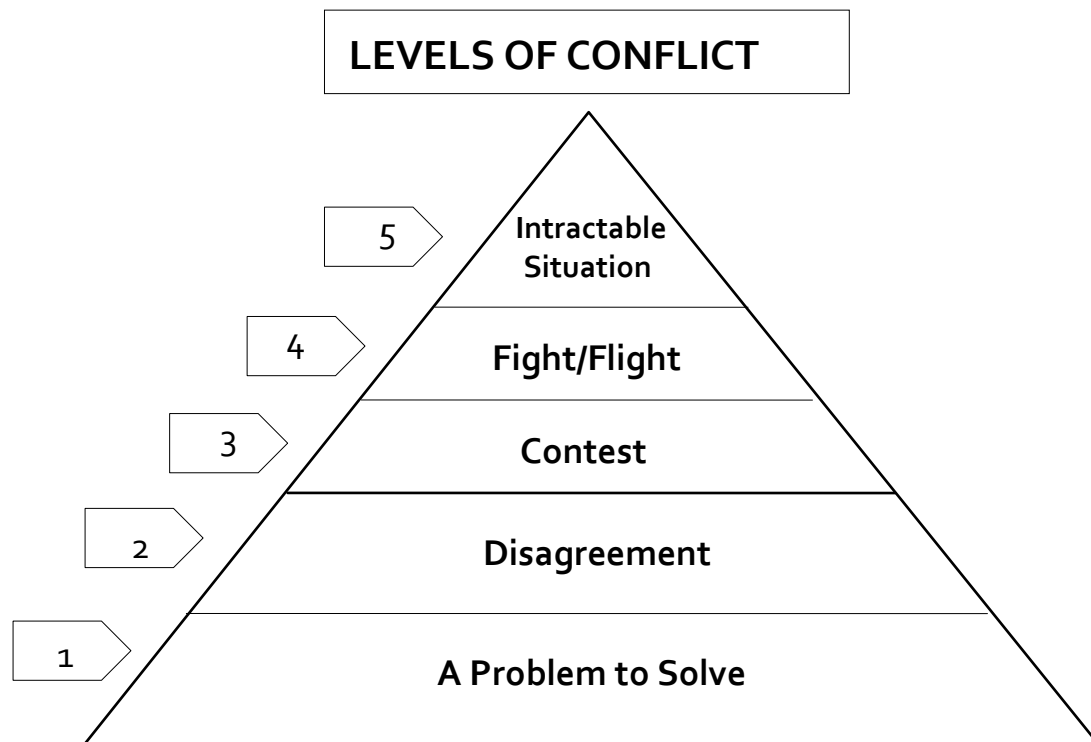 LEVELS OF CONFLICT
5
Intractable
Situation
4
Fight/Flight
3
Contest
2
Disagreement
1
A Problem to Solve